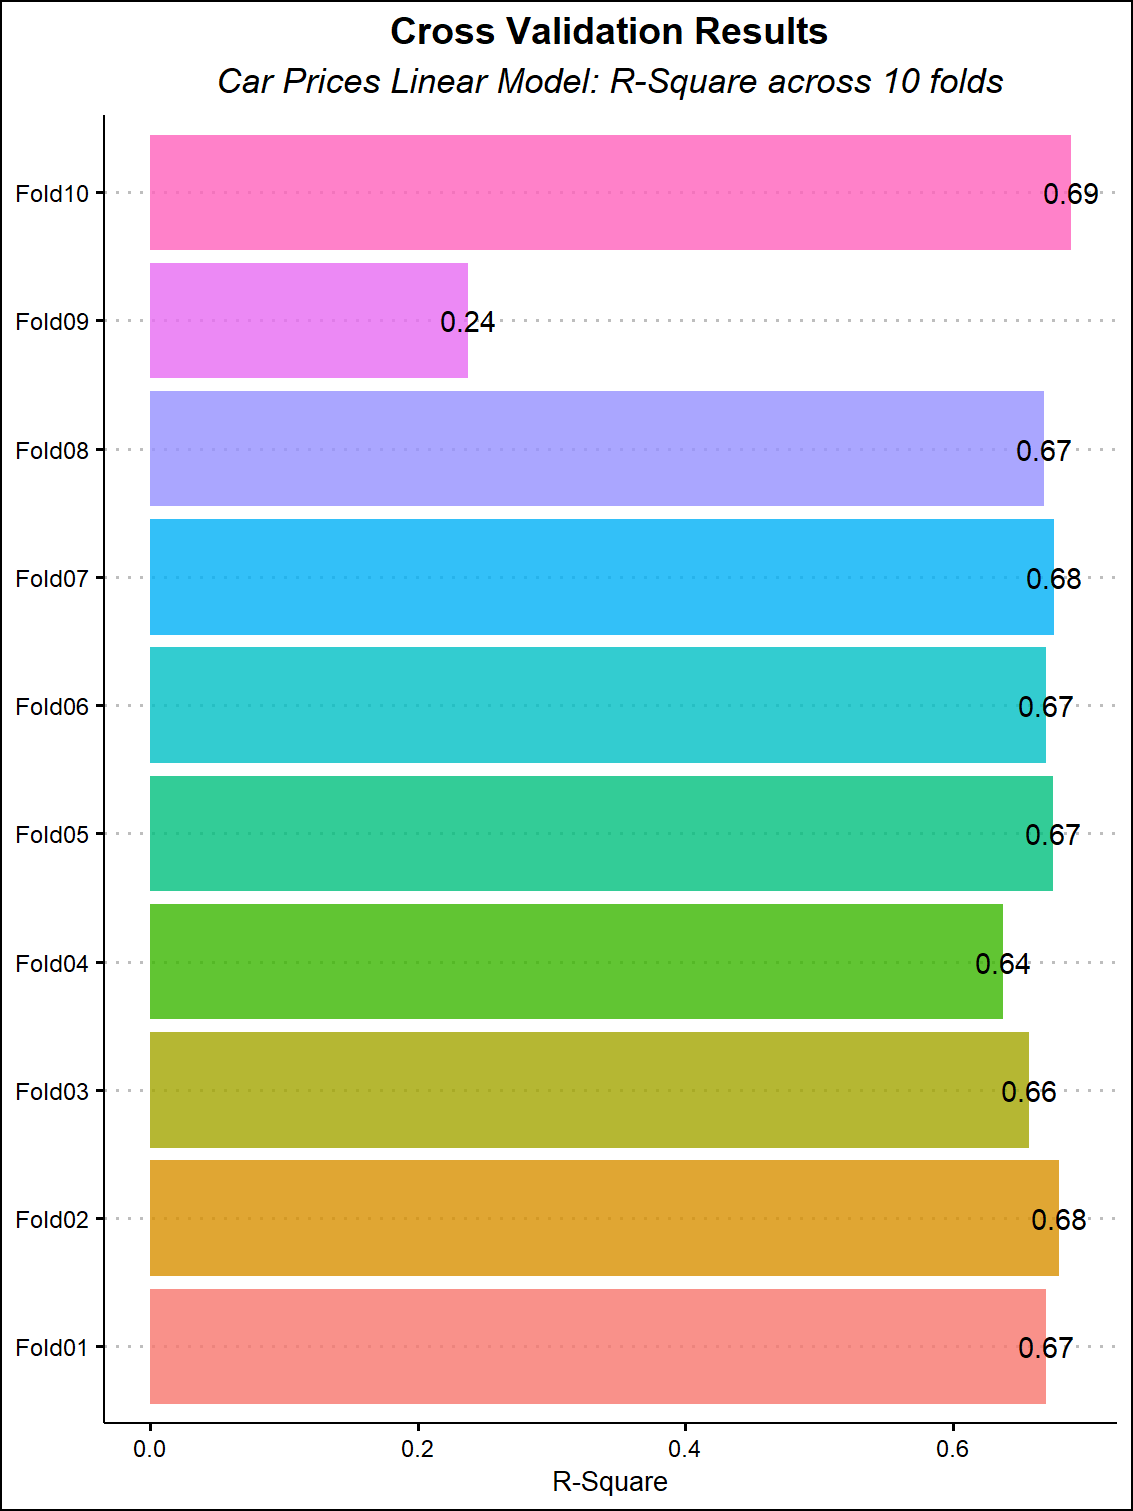 Cross Validation Results
Car Prices Linear Model: R-Square across 10 folds
Fold10 0.69
Fold09 0.24
Fold08 0.67
Fold07 0.68
Fold06 0.67
Fold05 0.67
Fold04 0.64
Fold03 0.66
Fold02 0.68
Fold01 0.67
0.0 0.2 0.4 0.6
R-Square